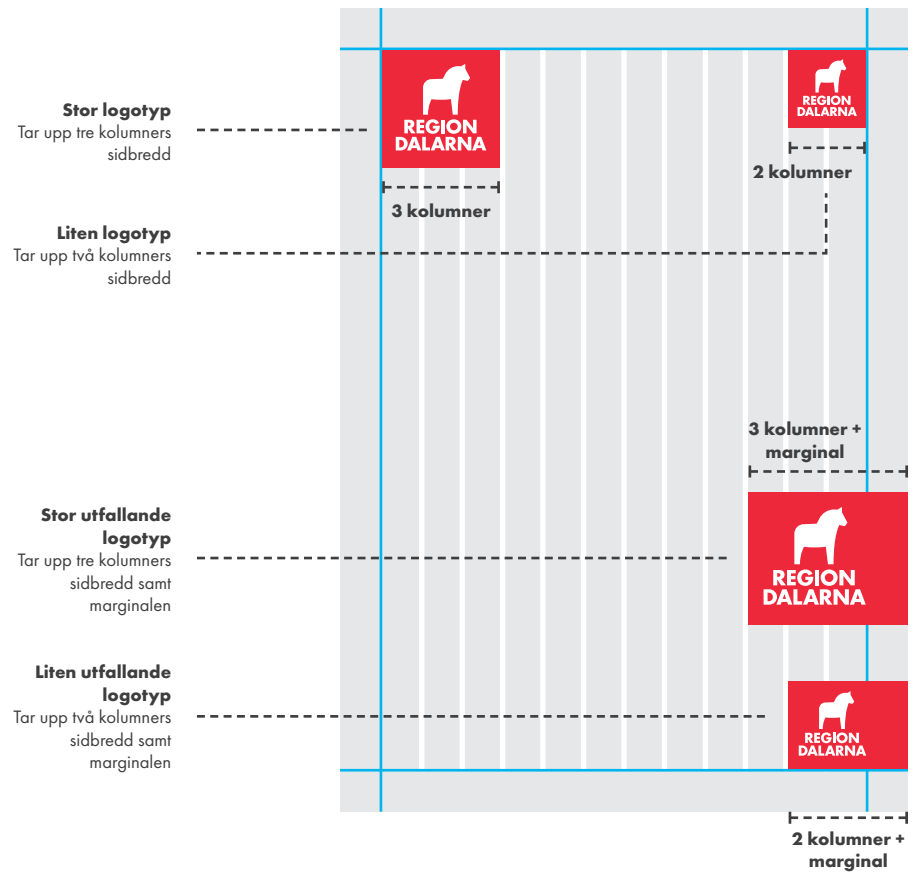 Stor logotyp
Tar upp tre kolumners
sidbredd
REGION
DALARNA
3 kolumner
REGION
DALARNA
2 kolumner
Liten logotyp
Tar upp två kolumners
sidbredd
3 kolumner +
marginal
Stor utfallande
logotyp
Tar upp tre kolumners
sidbredd samt
marginalen
REGION
DALARNA
Liten utfallande
logotyp
Tar upp två kolumners
sidbredd samt
marginalen
REGION
DALARNA
2 kolumner +
marginal